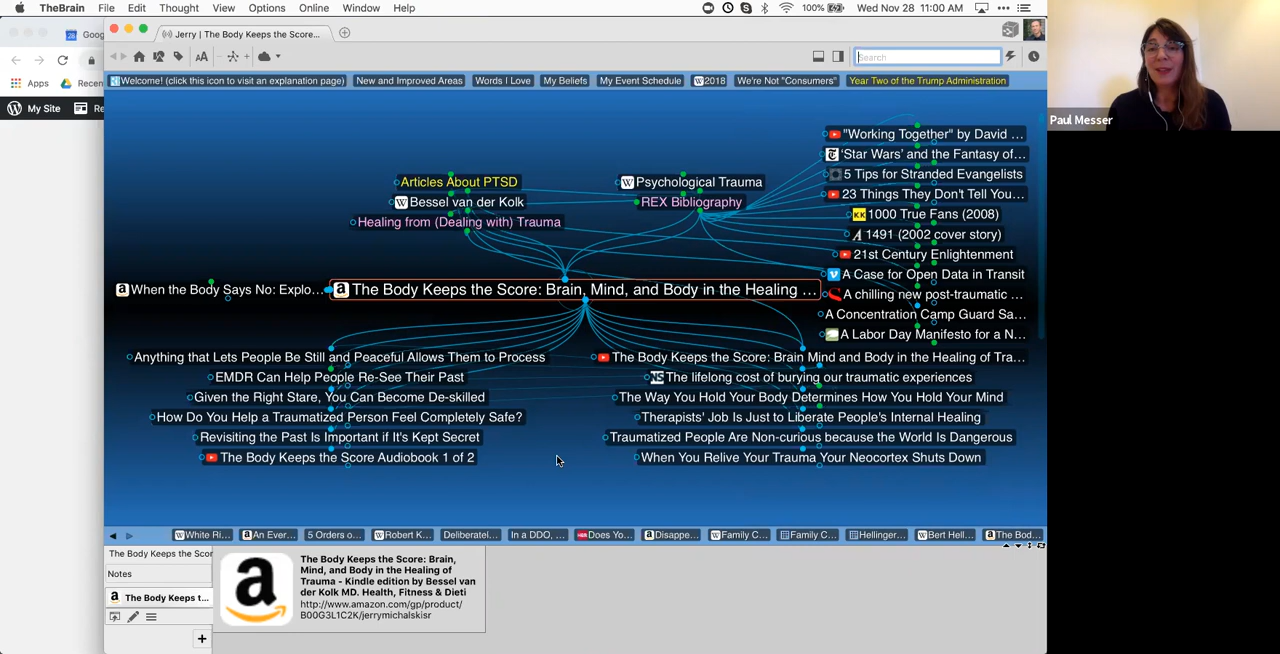 TheBrain File Edit Thought View Options Online Window Help 100% Wed Nov 28 11:00 AM
Goog
Jerry | The Body Keeps the Score...
Search
Apps Recen
Welcome! (click this icon to visit an explanation page) New and Improved Areas Words I Love My Beliefs My Event Schedule 2018 We're Not "Consumers" Year Two of the Trump Administration
My Site Re
Paul Messer
"Working Together" by David ...
'Star Wars' and the Fantasy of...
5 Tips for Stranded Evangelists
23 Things They Don't Tell You...
1000 True Fans (2008)
1491 (2002 cover story)
21st Century Enlightenment
A Case for Open Data in Transit
A chilling new post-traumatic ...
A Concentration Camp Guard Sa...
A Labor Day Manifesto for a N...
Articles About PTSD
Bessel van der Kolk
Healing from (Dealing with) Trauma
Psychological Trauma
REX Bibliography
When the Body Says No: Explo...
The Body Keeps the Score: Brain, Mind, and Body in the Healing ...
Anything that Lets People Be Still and Peaceful Allows Them to Process
EMDR Can Help People Re-See Their Past
Given the Right Stare, You Can Become De-skilled
How Do You Help a Traumatized Person Feel Completely Safe?
Revisiting the Past Is Important if It's Kept Secret
The Body Keeps the Score Audiobook 1 of 2
The Body Keeps the Score: Brain Mind and Body in the Healing of Tra...
NS The lifelong cost of burying our traumatic experiences
The Way You Hold Your Body Determines How You Hold Your Mind
Therapists' Job Is Just to Liberate People's Internal Healing
Traumatized People Are Non-curious because the World Is Dangerous
When You Relive Your Trauma Your Neocortex Shuts Down
White Ri... An Ever... 5 Orders o... Robert K... Deliberatel... In a DDO, ... Does Yo... Disappe... Family C... Family C... Hellinger... Bert Hell... The Bod...
The Body Keeps the Scor
Notes
The Body Keeps t...
The Body Keeps the Score: Brain,
Mind, and Body in the Healing of
Trauma - Kindle edition by Bessel van
der Kolk MD. Health, Fitness & Dieti
http://www.amazon.com/gp/product/
B00G3L1C2K/jerrymichalskisr